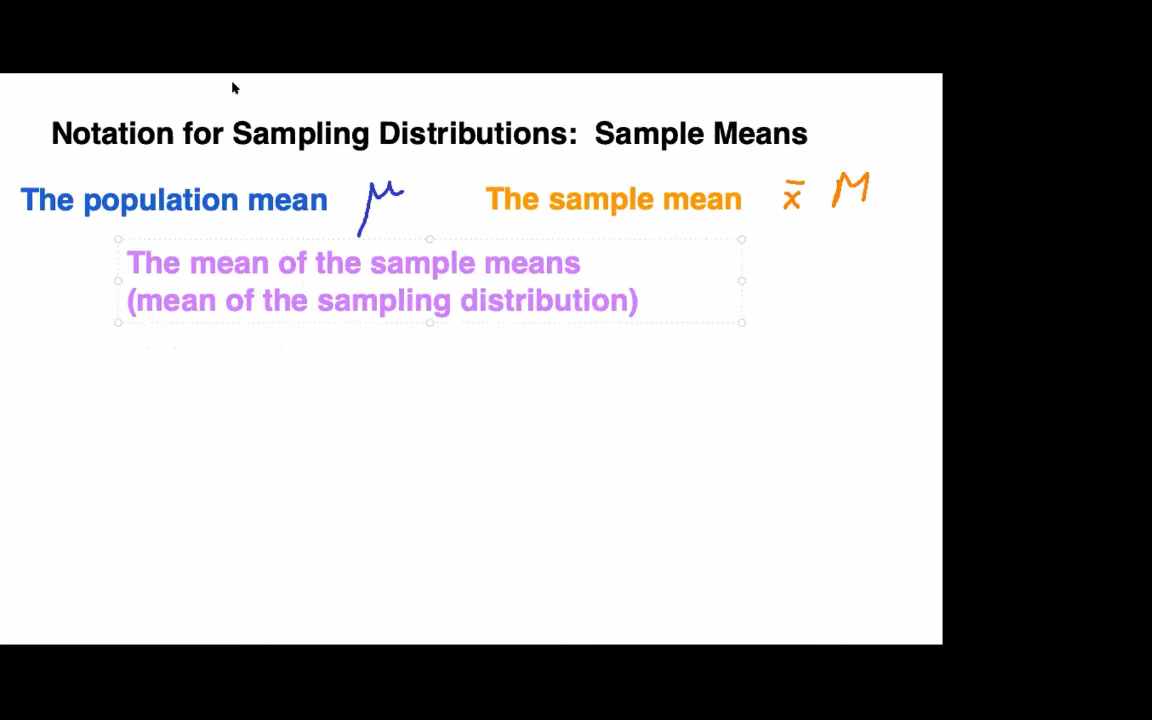 Notation for Sampling Distributions: Sample Means
The population mean μ The sample mean x̄ M
The mean of the sample means
(mean of the sampling distribution)